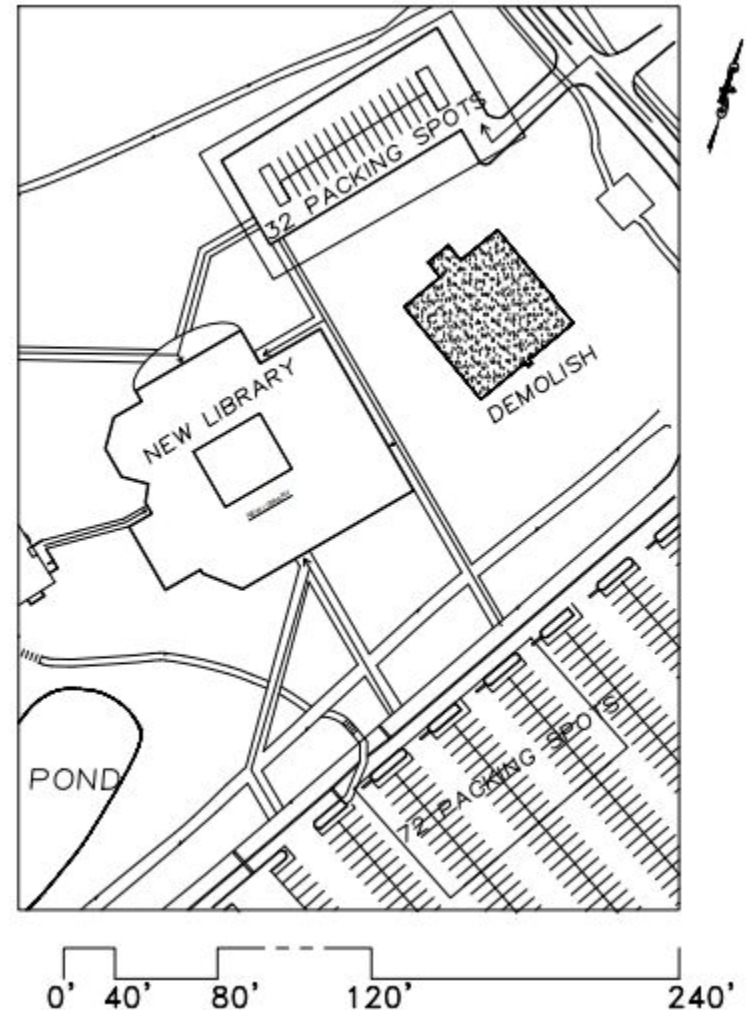 32 PACKING SPOTS
DEMOLISH
NEW LIBRARY
POND
72 PACKING SPOTS
0' 40' 80' 120' 240'